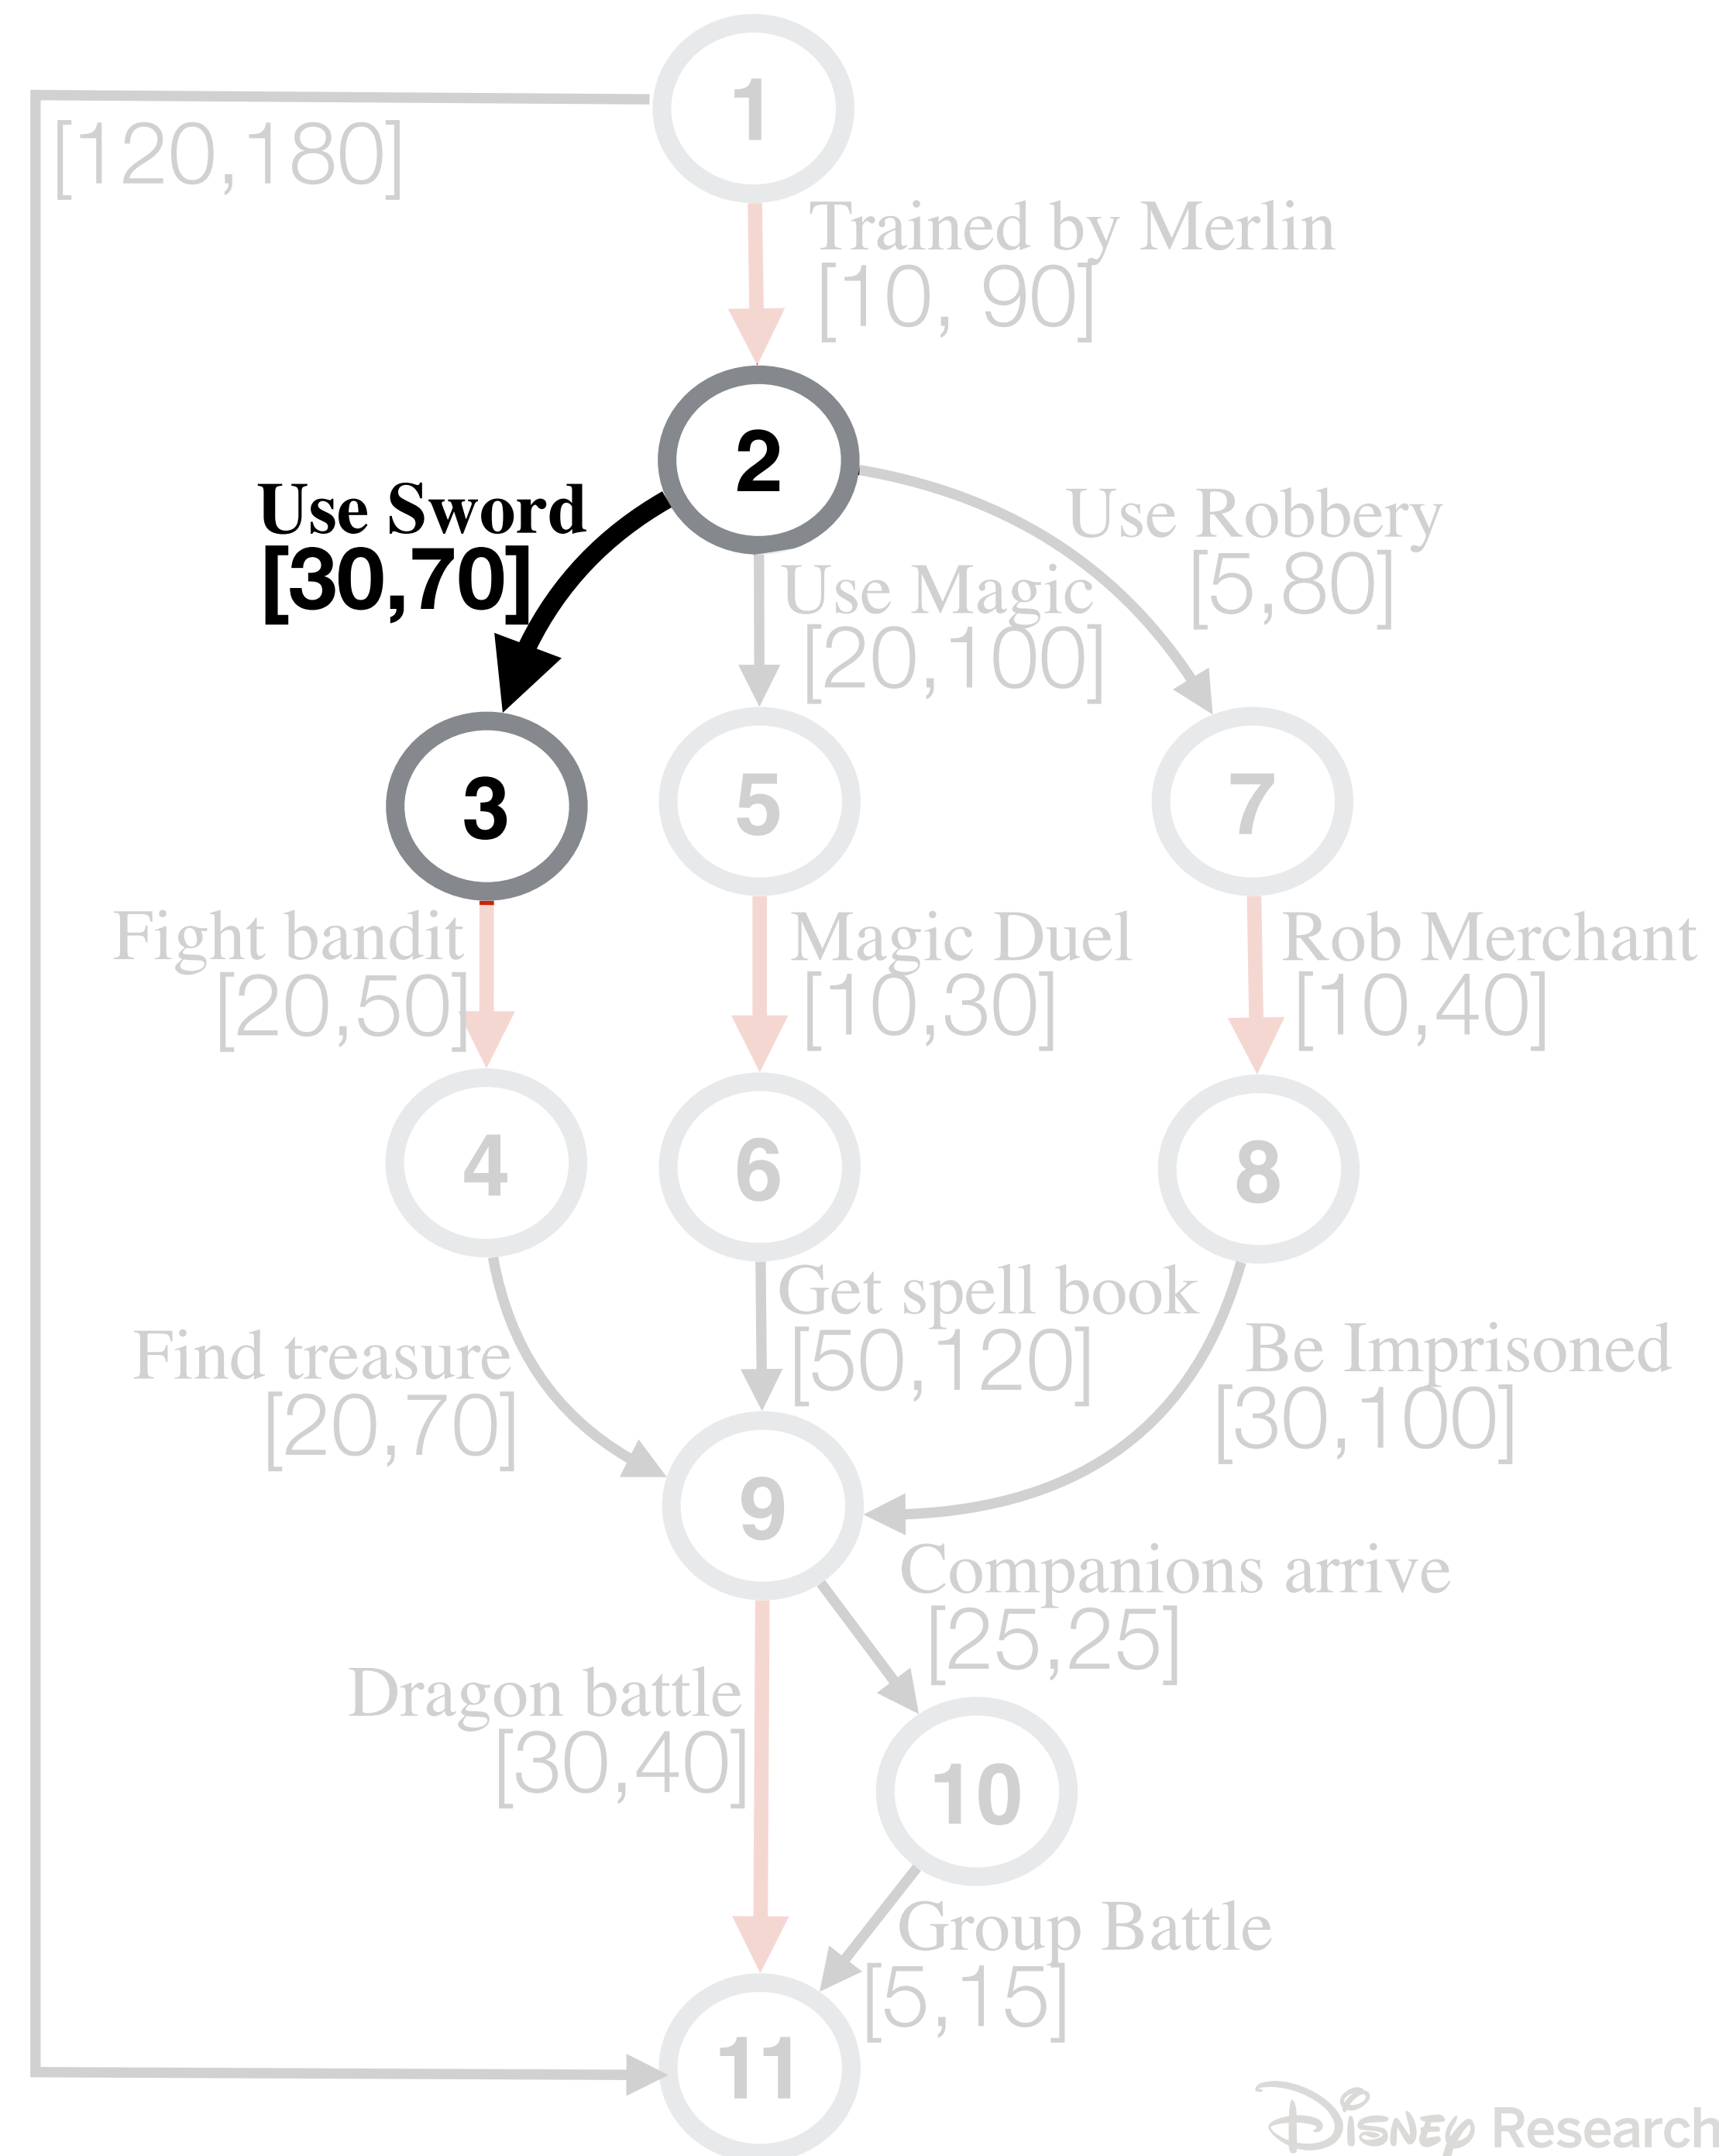 1
[120,180]
Trained by Merlin
[10, 90]
2
Use Sword
[30,70]
Use Robbery
[5,80]
Use Magic
[20,100]
3
5
7
Fight bandit
[20,50]
Magic Duel
[10,30]
Rob Merchant
[10,40]
4
6
8
Get spell book
[50,120]
Find treasure
[20,70]
Be Imprisoned
[30,100]
9
Companions arrive
[25,25]
Dragon battle
[30,40]
10
Group Battle
[5,15]
11
Disney Research